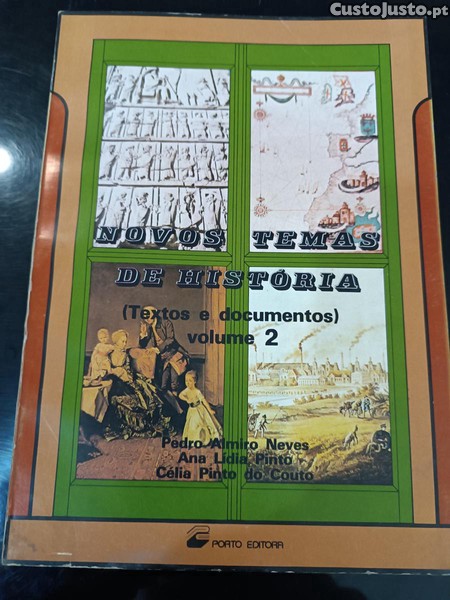 CustoJusto.pt
NOVOS TEMAS
DE HISTÓRIA
(Textos e documentos)
volume 2
Pedro Almiro Neves
Ana Lídia Pinto
Célia Pinto do Couto
PORTO EDITORA